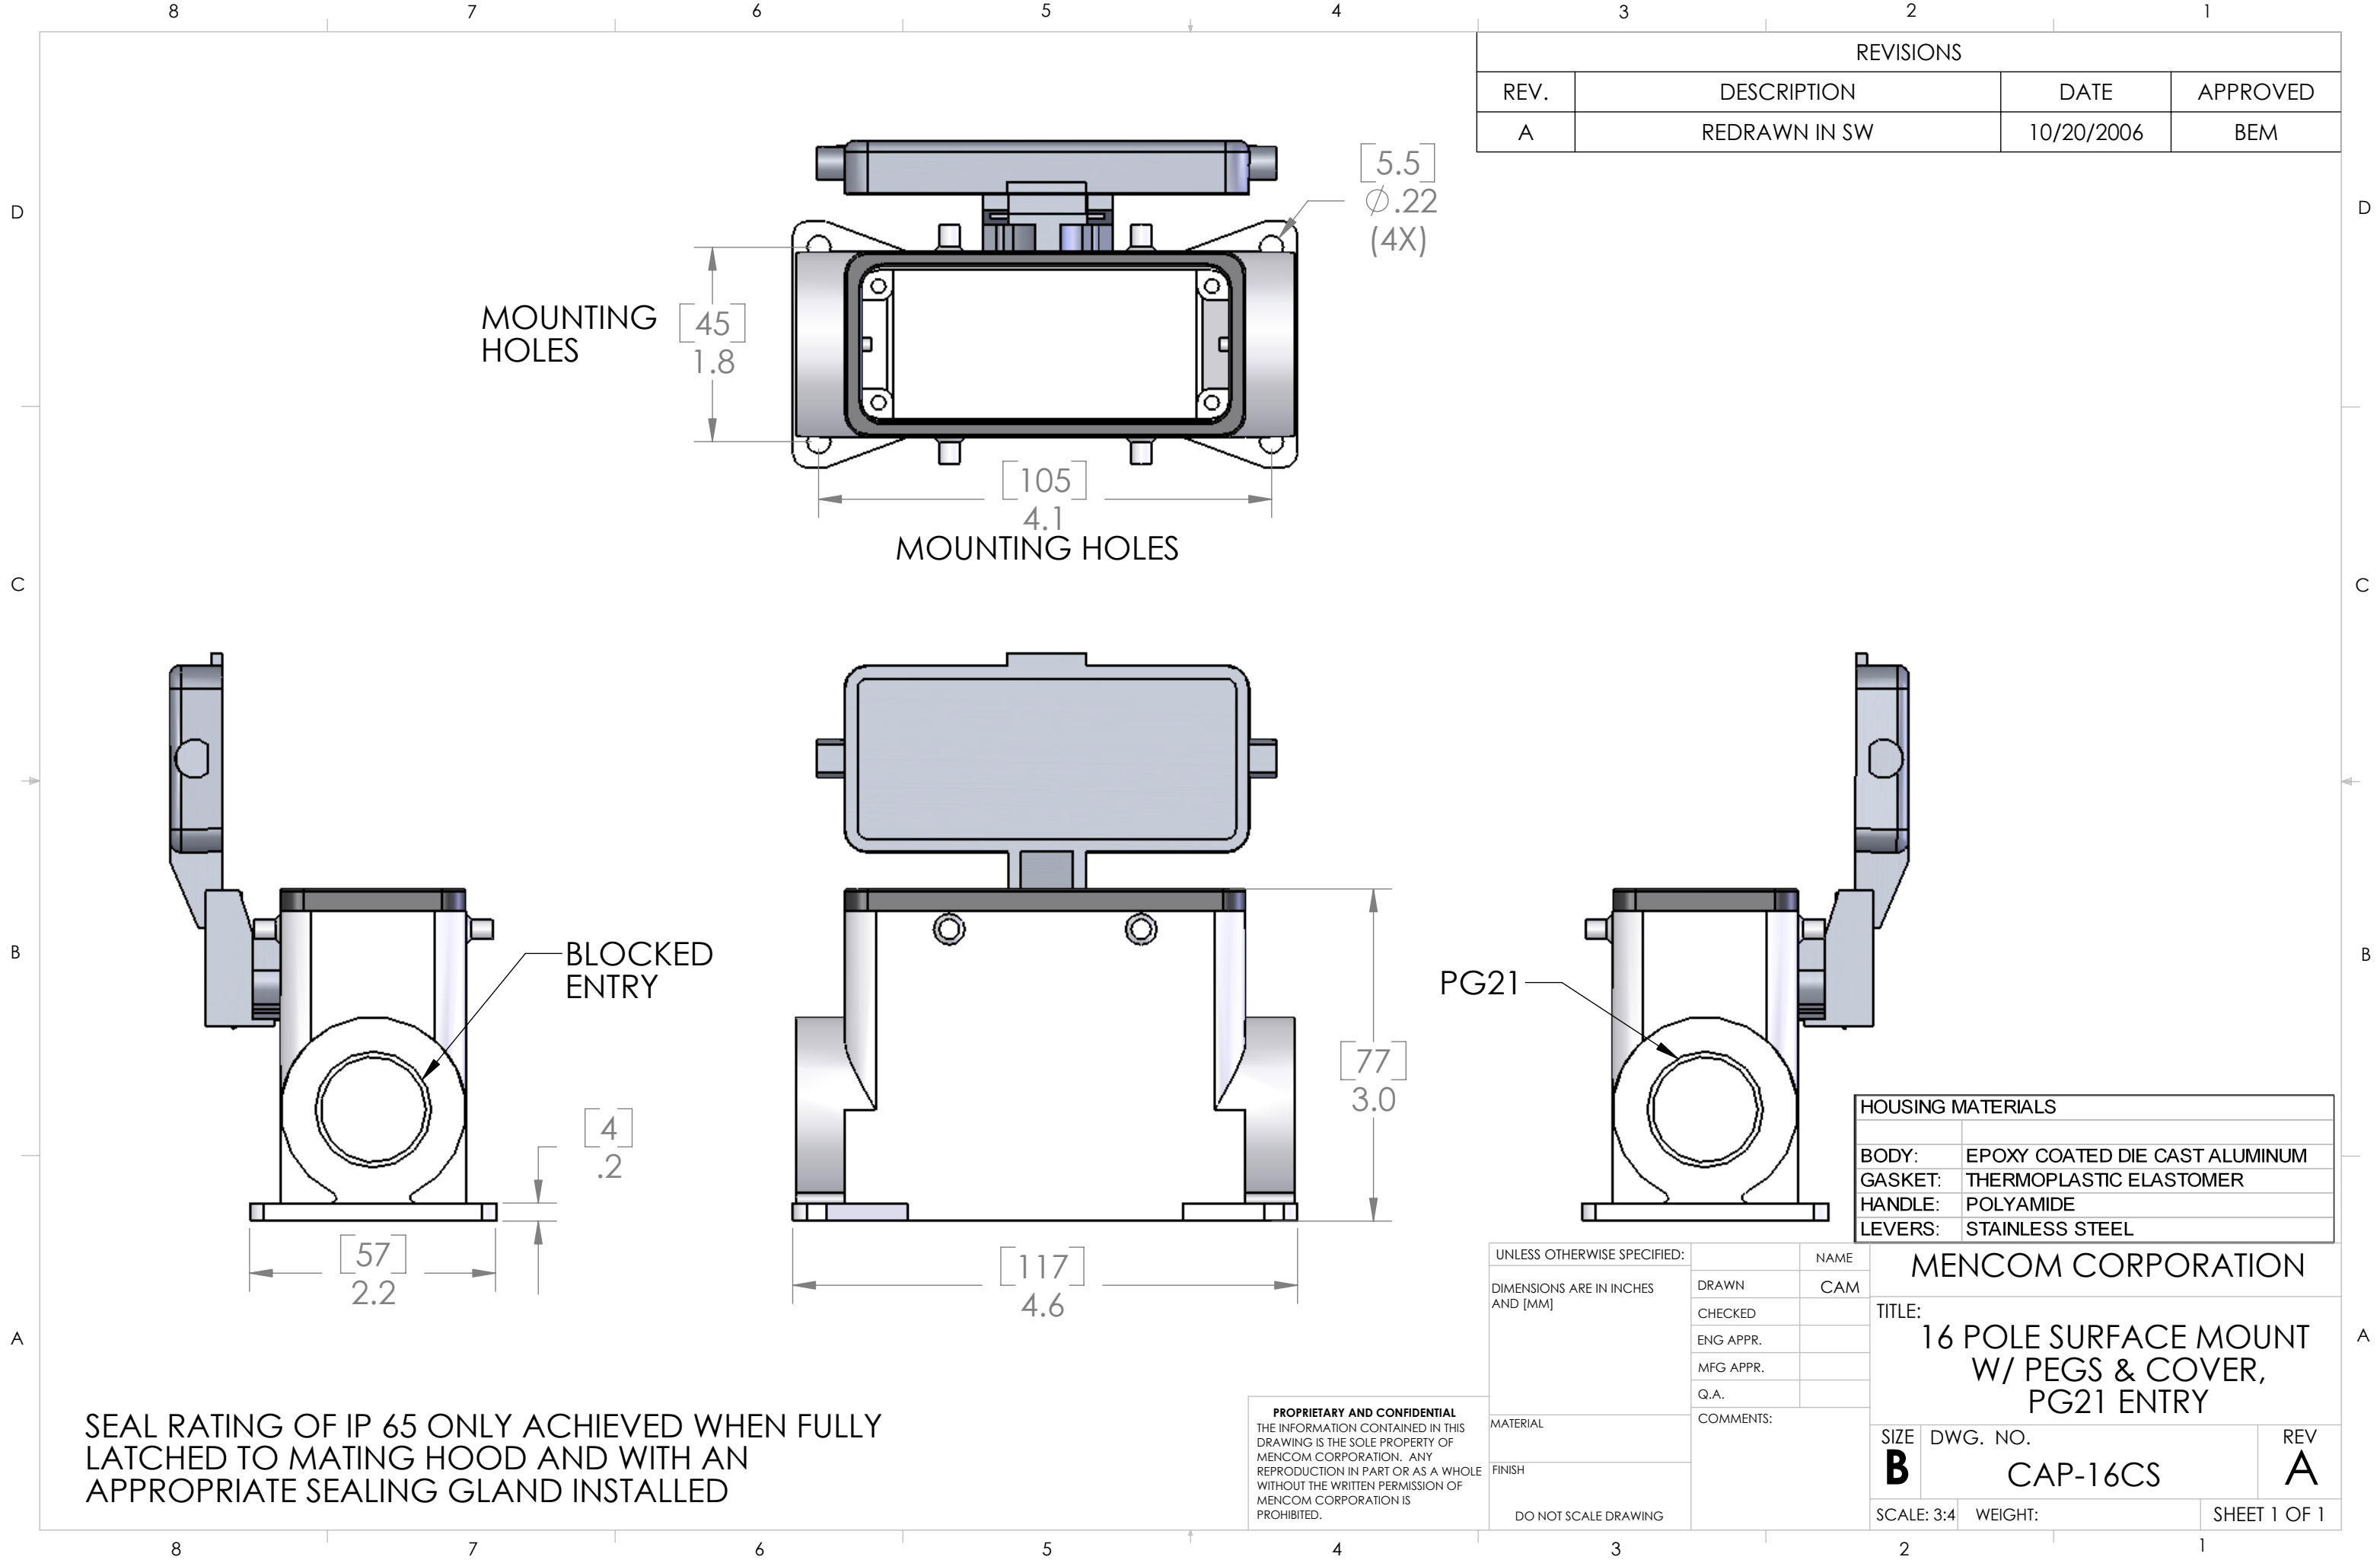 8 7 6 5 4 3 2 1
REVISIONS
REV. DESCRIPTION DATE APPROVED
A REDRAWN IN SW 10/20/2006 BEM
[5.5]
∅.22
(4X)
D D
MOUNTING
HOLES
[45]
1.8
[105]
4.1
MOUNTING HOLES
C C
BLOCKED
ENTRY
B B
PG21
[77]
3.0
[4]
.2
[57]
2.2
[117]
4.6
HOUSING MATERIALS
BODY: EPOXY COATED DIE CAST ALUMINUM
GASKET: THERMOPLASTIC ELASTOMER
HANDLE: POLYAMIDE
LEVERS: STAINLESS STEEL
A A
SEAL RATING OF IP 65 ONLY ACHIEVED WHEN FULLY
LATCHED TO MATING HOOD AND WITH AN
APPROPRIATE SEALING GLAND INSTALLED
PROPRIETARY AND CONFIDENTIAL
THE INFORMATION CONTAINED IN THIS
DRAWING IS THE SOLE PROPERTY OF
MENCOM CORPORATION. ANY
REPRODUCTION IN PART OR AS A WHOLE
WITHOUT THE WRITTEN PERMISSION OF
MENCOM CORPORATION IS
PROHIBITED.
UNLESS OTHERWISE SPECIFIED:
DIMENSIONS ARE IN INCHES
AND [MM]
MATERIAL
FINISH
DO NOT SCALE DRAWING
NAME
DRAWN CAM
CHECKED
ENG APPR.
MFG APPR.
Q.A.
COMMENTS:
MENCOM CORPORATION
TITLE:
16 POLE SURFACE MOUNT
W/ PEGS & COVER,
PG21 ENTRY
SIZE DWG. NO. REV
B CAP-16CS A
SCALE: 3:4 WEIGHT: SHEET 1 OF 1
8 7 6 5 4 3 2 1